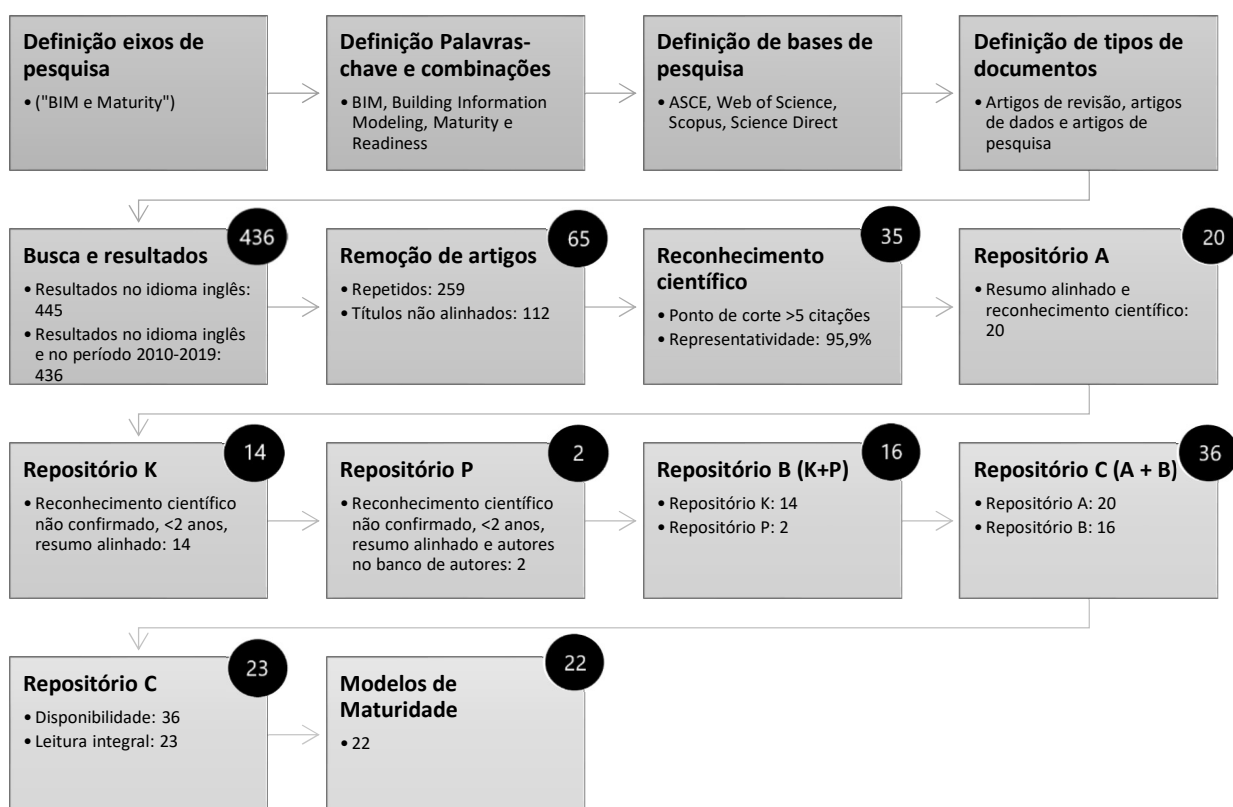 Definição eixos de
pesquisa
• ("BIM e Maturity")
Definição Palavras-
chave e combinações
• BIM, Building Information
Modeling, Maturity e
Readiness
Definição de bases de
pesquisa
• ASCE, Web of Science,
Scopus, Science Direct
Definição de tipos de
documentos
• Artigos de revisão, artigos
de dados e artigos de
pesquisa
436
Busca e resultados
• Resultados no idioma inglês:
445
• Resultados no idioma inglês
e no período 2010-2019:
436
65
Remoção de artigos
• Repetidos: 259
• Títulos não alinhados: 112
35
Reconhecimento
científico
• Ponto de corte >5 citações
• Representatividade: 95,9%
20
Repositório A
• Resumo alinhado e
reconhecimento científico:
20
14
Repositório K
• Reconhecimento científico
não confirmado, <2 anos,
resumo alinhado: 14
2
Repositório P
• Reconhecimento científico
não confirmado, <2 anos,
resumo alinhado e autores
no banco de autores: 2
16
Repositório B (K+P)
• Repositório K: 14
• Repositório P: 2
36
Repositório C (A + B)
• Repositório A: 20
• Repositório B: 16
23
Repositório C
• Disponibilidade: 36
• Leitura integral: 23
22
Modelos de
Maturidade
• 22